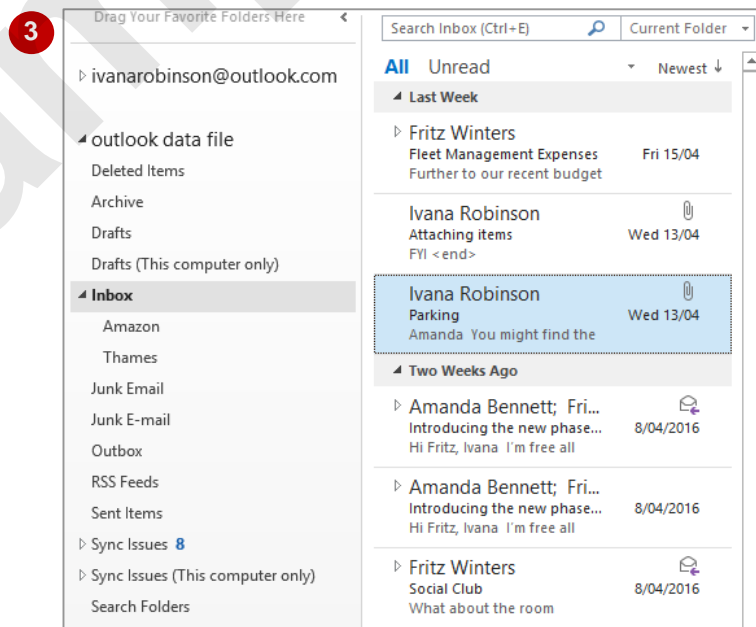 3
Drag Your Favorite Folders Here
ivanarobinson@outlook.com
outlook data file
Deleted Items
Archive
Drafts
Drafts (This computer only)
Inbox
Amazon
Thames
Junk Email
Junk E-mail
Outbox
RSS Feeds
Sent Items
Sync Issues 8
Sync Issues (This computer only)
Search Folders
Search Inbox (Ctrl+E) Current Folder
All Unread Newest ↓
Last Week
Fritz Winters
Fleet Management Expenses Fri 15/04
Further to our recent budget
Ivana Robinson
Attaching items Wed 13/04
FYI <end>
Ivana Robinson
Parking Wed 13/04
Amanda You might find the
Two Weeks Ago
Amanda Bennett; Fri...
Introducing the new phase... 8/04/2016
Hi Fritz, Ivana I'm free all
Amanda Bennett; Fri...
Introducing the new phase... 8/04/2016
Hi Fritz, Ivana I'm free all
Fritz Winters
Social Club 8/04/2016
What about the room